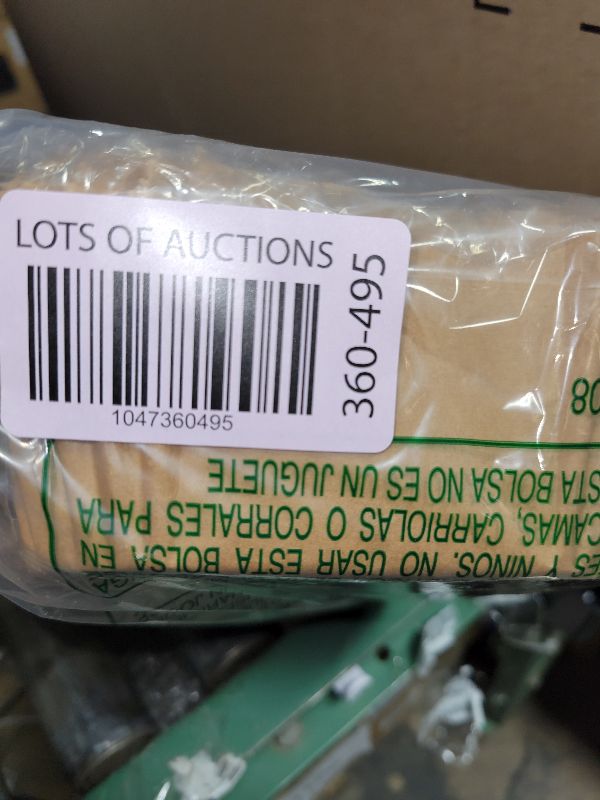 LOTS OF AUCTIONS
1047360495
360-495
ES Y NINOS. NO USAR ESTA BOLSA EN
CAMAS, CARRIOLAS O CORRALES PARA
STA BOLSA NO ES UN JUGUETE